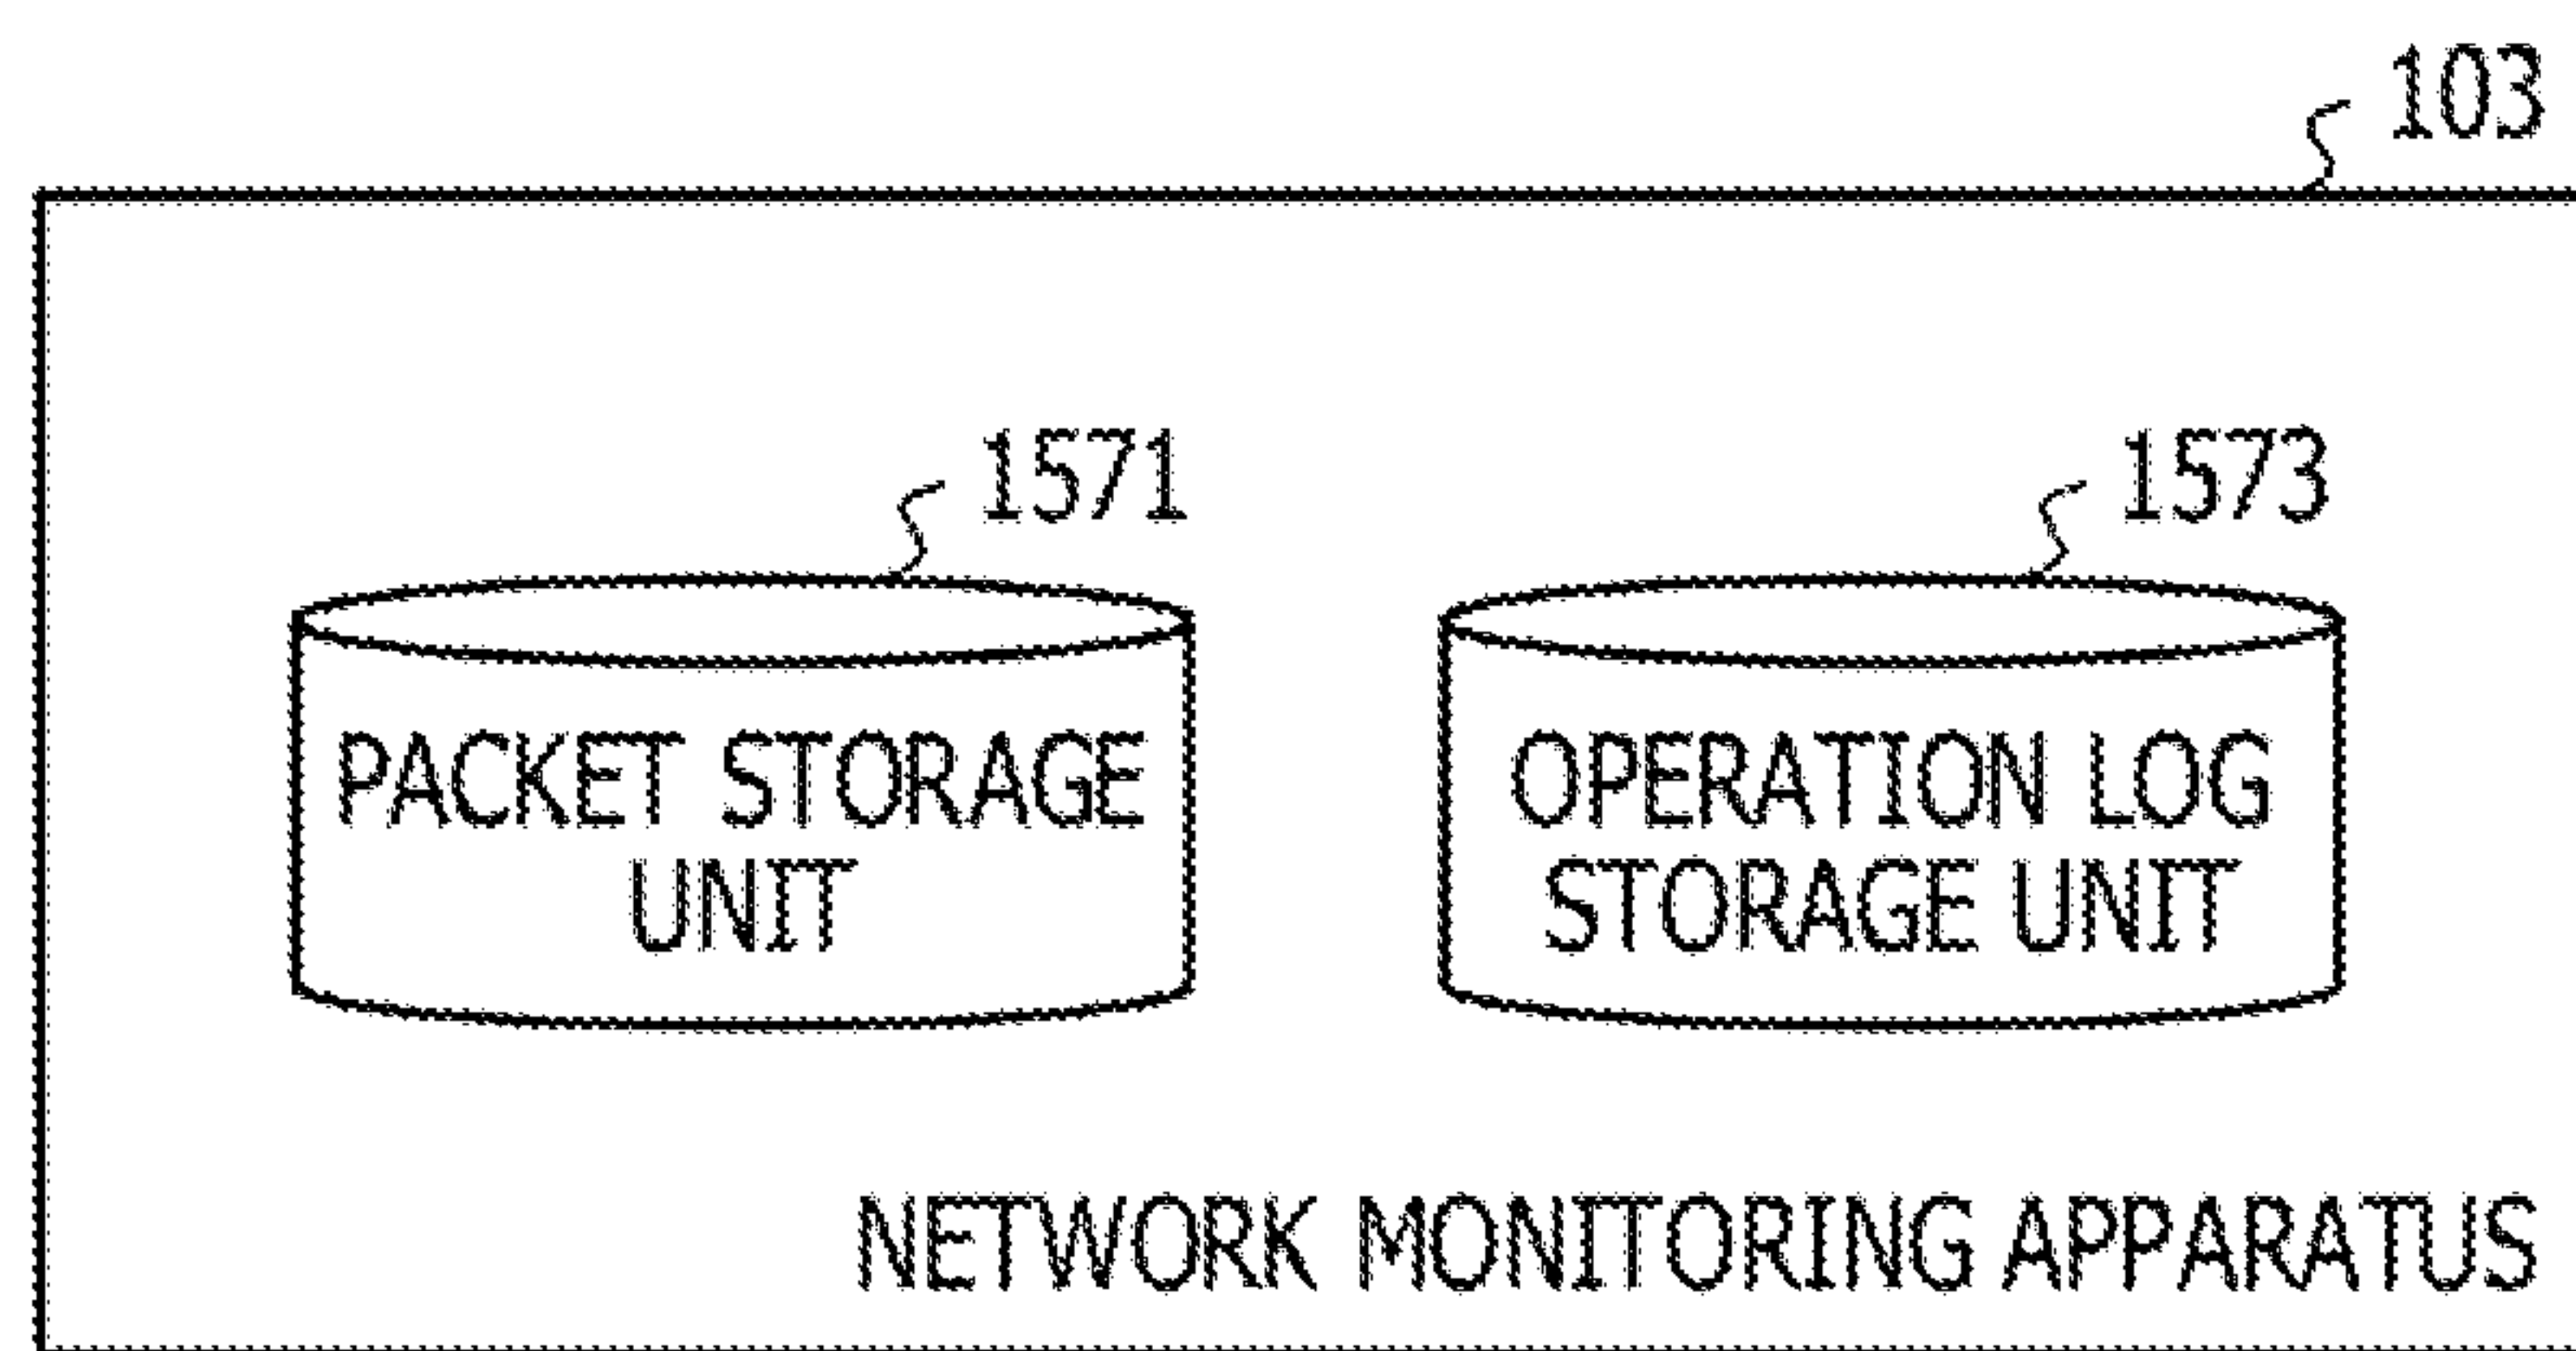 103
1571
1573
PACKET STORAGE
UNIT
OPERATION LOG
STORAGE UNIT
NETWORK MONITORING APPARATUS